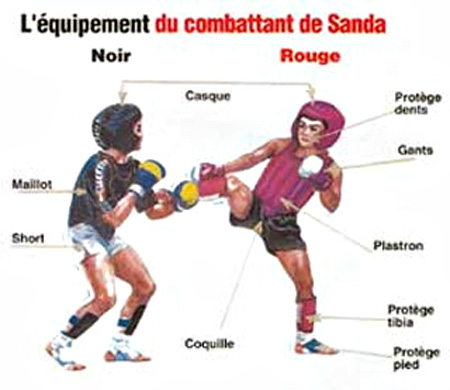 L'équipement du combattant de Sanda
Noir
Rouge
Casque
Protège
dents
Gants
Maillot
Short
Plastron
Coquille
Protège
tibia
Protège
pied